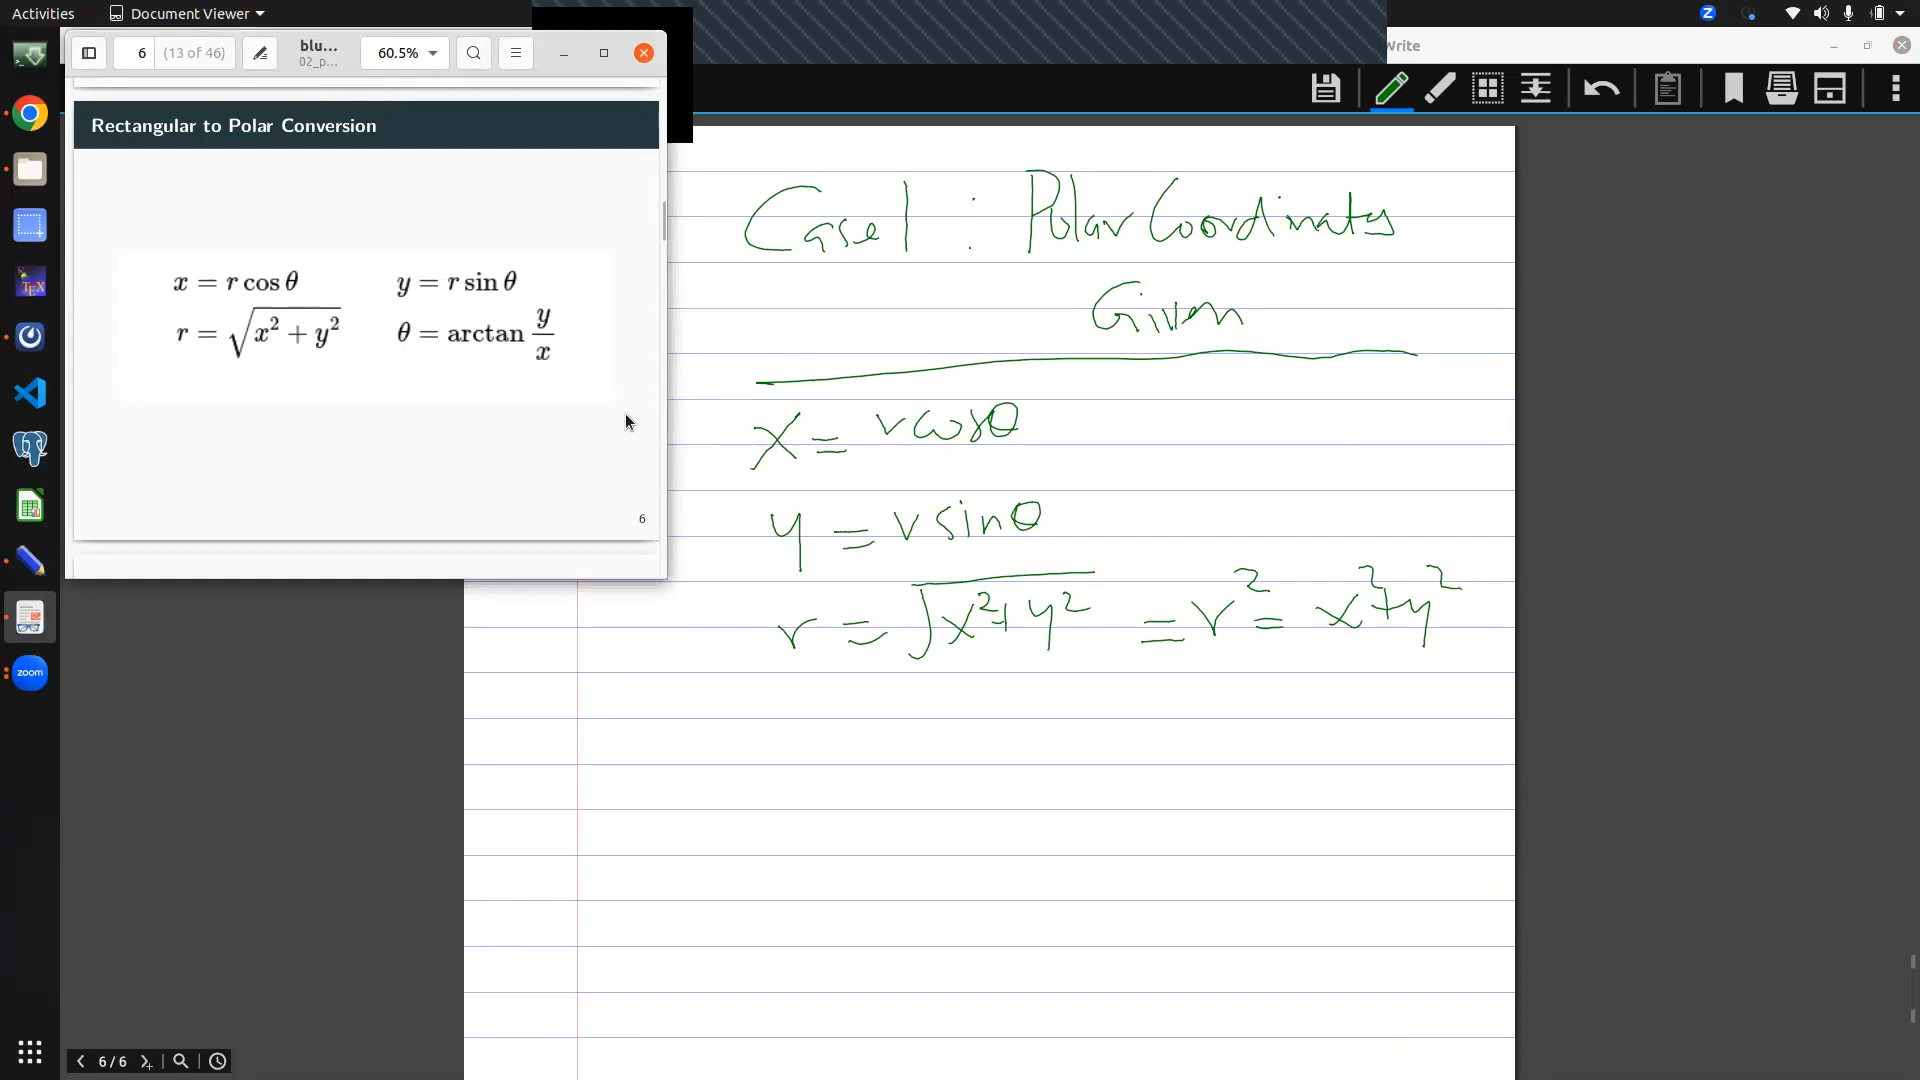 Activities
Document Viewer
6
(13 of 46)
blu...
02_p...
60.5%
Write
Rectangular to Polar Conversion
x = r cos θ
y = r sin θ
r = √(x² + y²)
θ = arctan y/x
6
Case 1 : Polar Coordinates
Given
x = r cos θ
y = r sin θ
r = √(x² + y²) = r² = x² + y²
TEX
zoom
Z
6 / 6